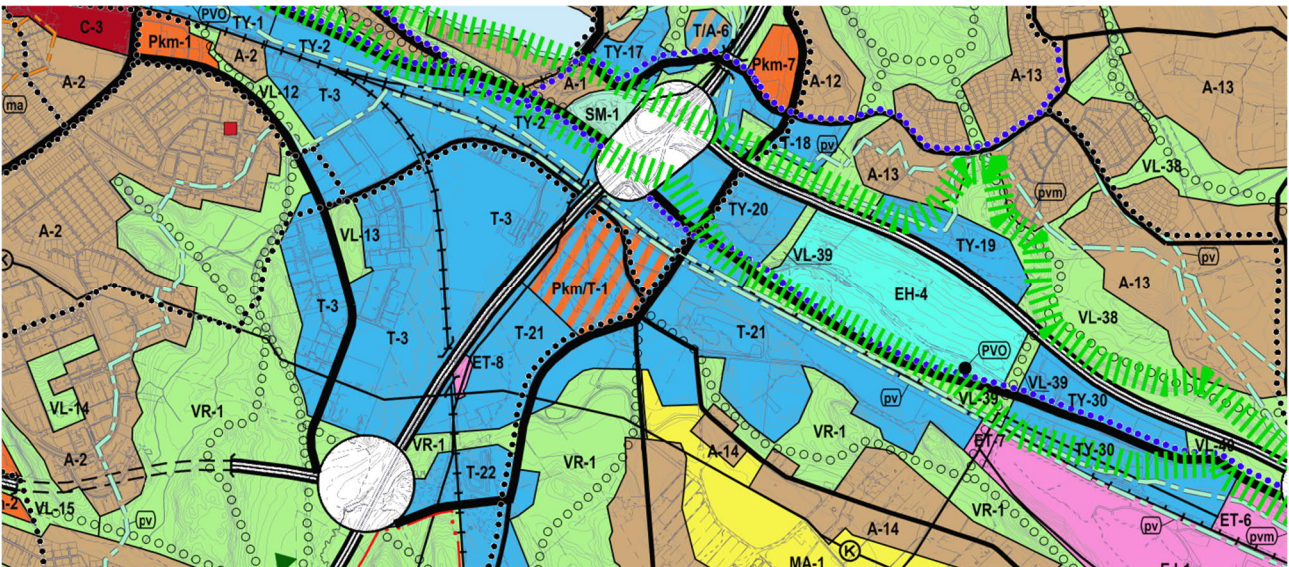 C-3
PVO
TY-1
T/A-6
Pkm-1
A-2
TY-2
TY-17
Pkm-7
A-2
VL-12
T-3
A-1
A-12
A-13
A-13
ma
SM-1
TY-2
T-18
pv
VL-38
A-13
pvm
A-2
VL-13
T-3
TY-20
TY-19
VL-39
pv
A-13
Pkm/T-1
EH-4
T-3
T-3
T-21
T-21
VL-38
ET-8
PVO
VL-39
VL-39
TY-30
pv
VL-14
VR-1
VR-1
VR-1
ET-7
A-2
A-14
TY-30
VR-1
T-22
VL-15
pv
A-14
VR-1
pv
ET-6
pvm
K
MA-1